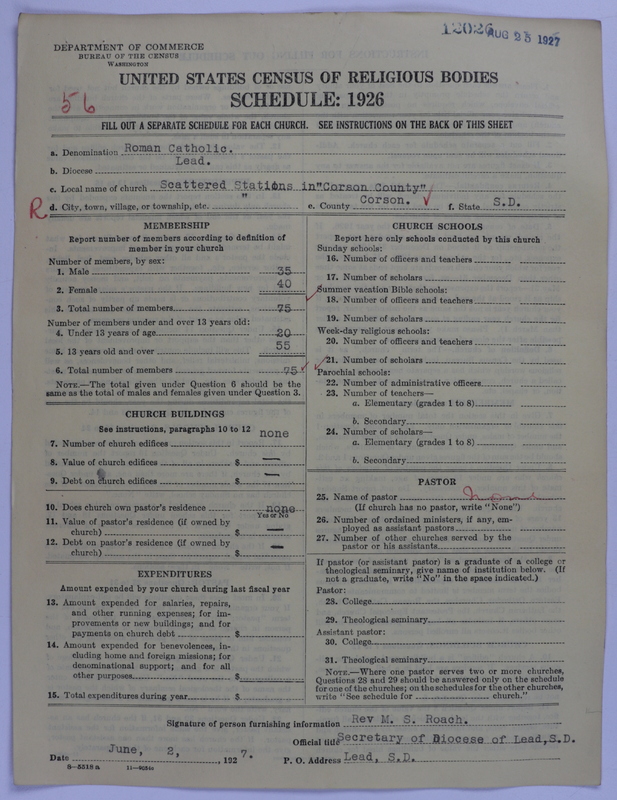 12026 AUG 25 1927
DEPARTMENT OF COMMERCE
BUREAU OF THE CENSUS
WASHINGTON
UNITED STATES CENSUS OF RELIGIOUS BODIES
SCHEDULE: 1926
56
FILL OUT A SEPARATE SCHEDULE FOR EACH CHURCH. SEE INSTRUCTIONS ON THE BACK OF THIS SHEET
a. Denomination Roman Catholic.
b. Diocese Lead.
c. Local name of church Scattered Stations in "Corson County"
R d. City, town, village, or township, etc. " e. County Corson. f. State S.D.
MEMBERSHIP
Report number of members according to definition of
member in your church
Number of members, by sex:
1. Male 35
2. Female 40
3. Total number of members 75
Number of members under and over 13 years old:
4. Under 13 years of age 20
5. 13 years old and over 55
6. Total number of members 75
NOTE.—The total given under Question 6 should be the
same as the total of males and females given under Question 3.
CHURCH BUILDINGS
See instructions, paragraphs 10 to 12
7. Number of church edifices none
8. Value of church edifices $ —
9. Debt on church edifices $ —
10. Does church own pastor's residence none
Yes or No
11. Value of pastor's residence (if owned by
church) $ —
12. Debt on pastor's residence (if owned by
church) $ —
EXPENDITURES
Amount expended by your church during last fiscal year
13. Amount expended for salaries, repairs,
and other running expenses; for im-
provements or new buildings; and for
payments on church debt $
14. Amount expended for benevolences, in-
cluding home and foreign missions; for
denominational support; and for all
other purposes $
15. Total expenditures during year $
CHURCH SCHOOLS
Report here only schools conducted by this church
Sunday schools:
16. Number of officers and teachers
17. Number of scholars
Summer vacation Bible schools:
18. Number of officers and teachers
19. Number of scholars
Week-day religious schools:
20. Number of officers and teachers
21. Number of scholars
Parochial schools:
22. Number of administrative officers
23. Number of teachers—
a. Elementary (grades 1 to 8)
b. Secondary
24. Number of scholars—
a. Elementary (grades 1 to 8)
b. Secondary
PASTOR
25. Name of pastor
(If church has no pastor, write "None")
26. Number of ordained ministers, if any, em-
ployed as assistant pastors
27. Number of other churches served by the
pastor or his assistants
If pastor (or assistant pastor) is a graduate of a college or
theological seminary, give name of institution below. (If
not a graduate, write "No" in the space indicated.)
Pastor:
28. College
29. Theological seminary
Assistant pastor:
30. College
31. Theological seminary
NOTE.—Where one pastor serves two or more churches,
Questions 28 and 29 should be answered only on the schedule
for one of the churches; on the schedules for the other churches,
write "See schedule for church."
Signature of person furnishing information Rev M. S. Roach.
Official title Secretary of Diocese of Lead, S.D.
Date June, 2, 1927. P. O. Address Lead, S.D.
8—5518 a